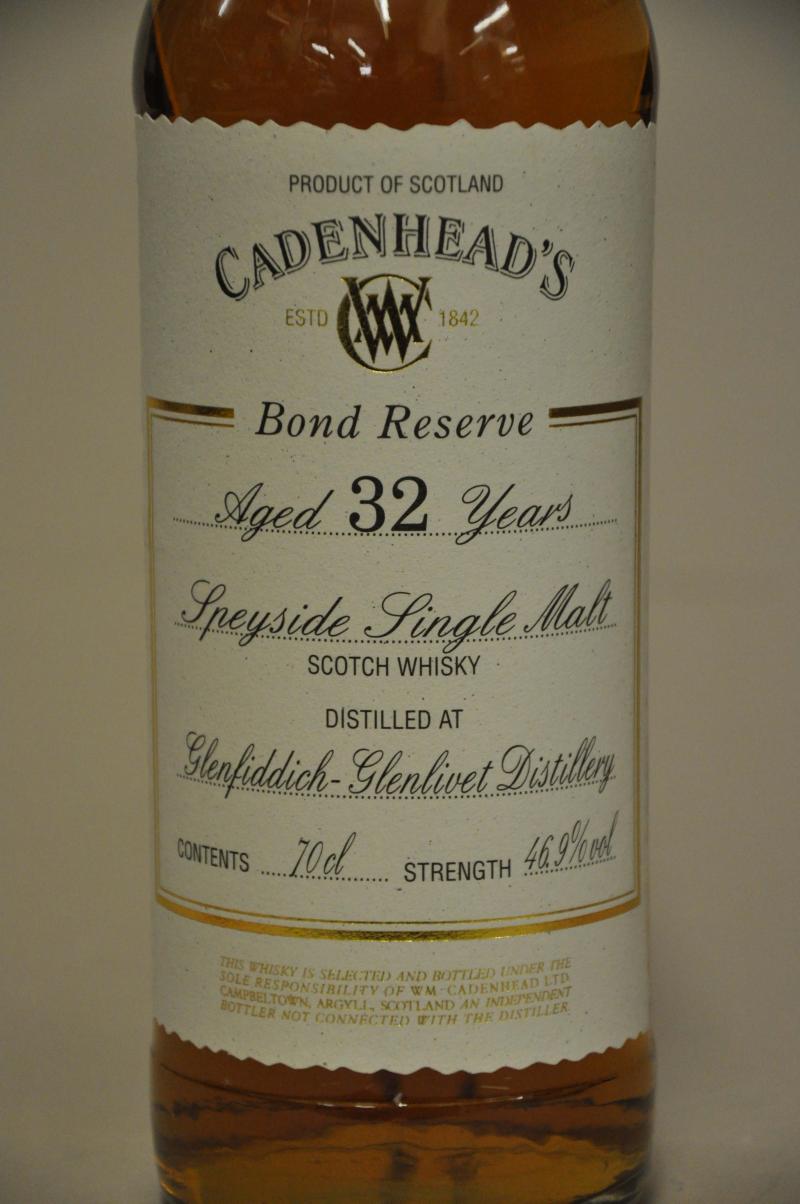 PRODUCT OF SCOTLAND
CADENHEAD'S
ESTD WC 1842
Bond Reserve
Aged 32 Years
Speyside Single Malt
SCOTCH WHISKY
DISTILLED AT
Glenfiddich-Glenlivet Distillery
CONTENTS 70cl STRENGTH 46.9%vol
THIS WHISKY IS SELECTED AND BOTTLED UNDER THE
SOLE RESPONSIBILITY OF WM CADENHEAD LTD.
CAMPBELTOWN, ARGYLL, SCOTLAND AN INDEPENDENT
BOTTLER NOT CONNECTED WITH THE DISTILLER.